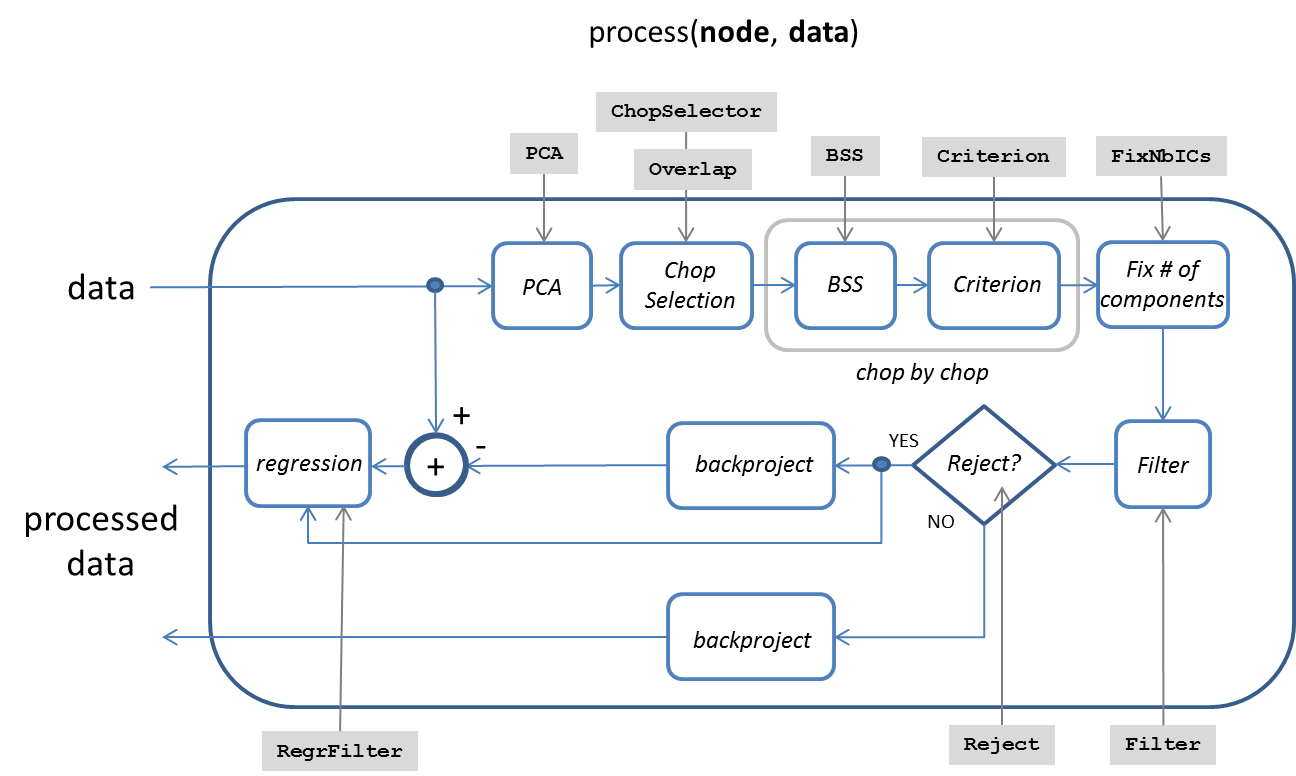 process(node, data)
ChopSelector
PCA
Overlap
BSS
Criterion
FixNbICs
data
PCA
Chop
Selection
BSS
Criterion
Fix # of
components
chop by chop
+
-
+
regression
backproject
YES
Reject?
NO
Filter
processed
data
backproject
RegrFilter
Reject
Filter